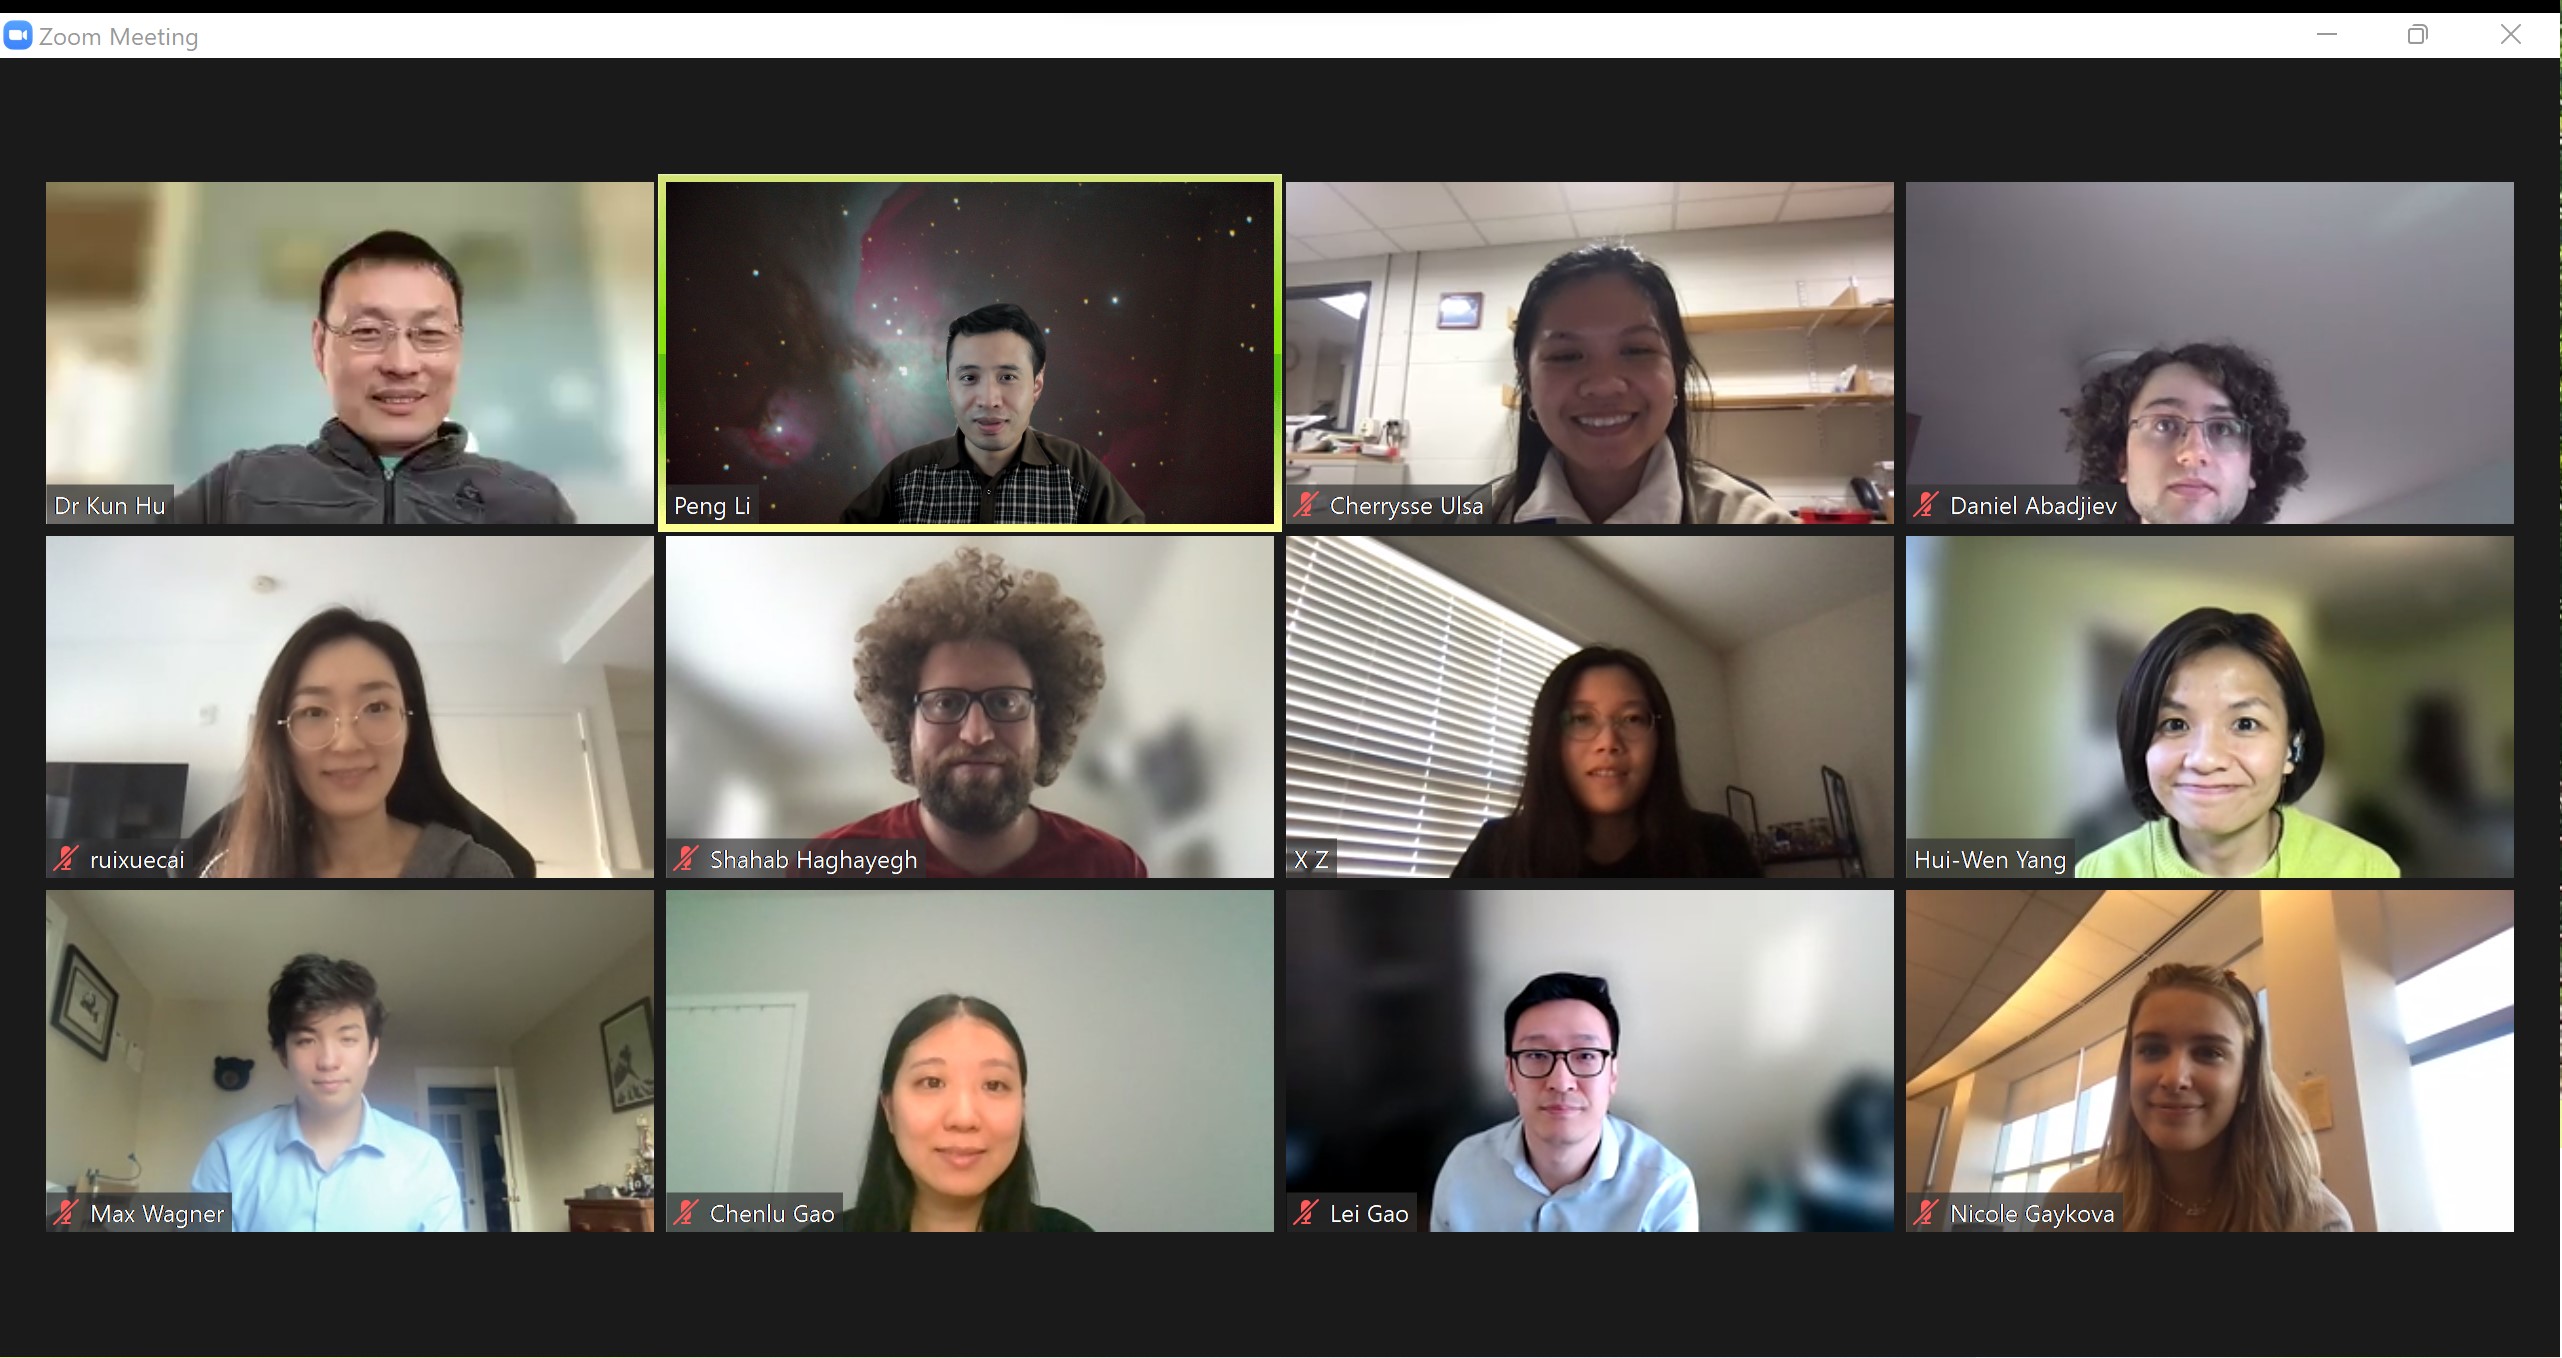 Zoom Meeting
Dr Kun Hu
Peng Li
Cherrysse Ulsa
Daniel Abadjiev
ruixuecai
Shahab Haghayegh
X Z
Hui-Wen Yang
Max Wagner
Chenlu Gao
Lei Gao
Nicole Gaykova